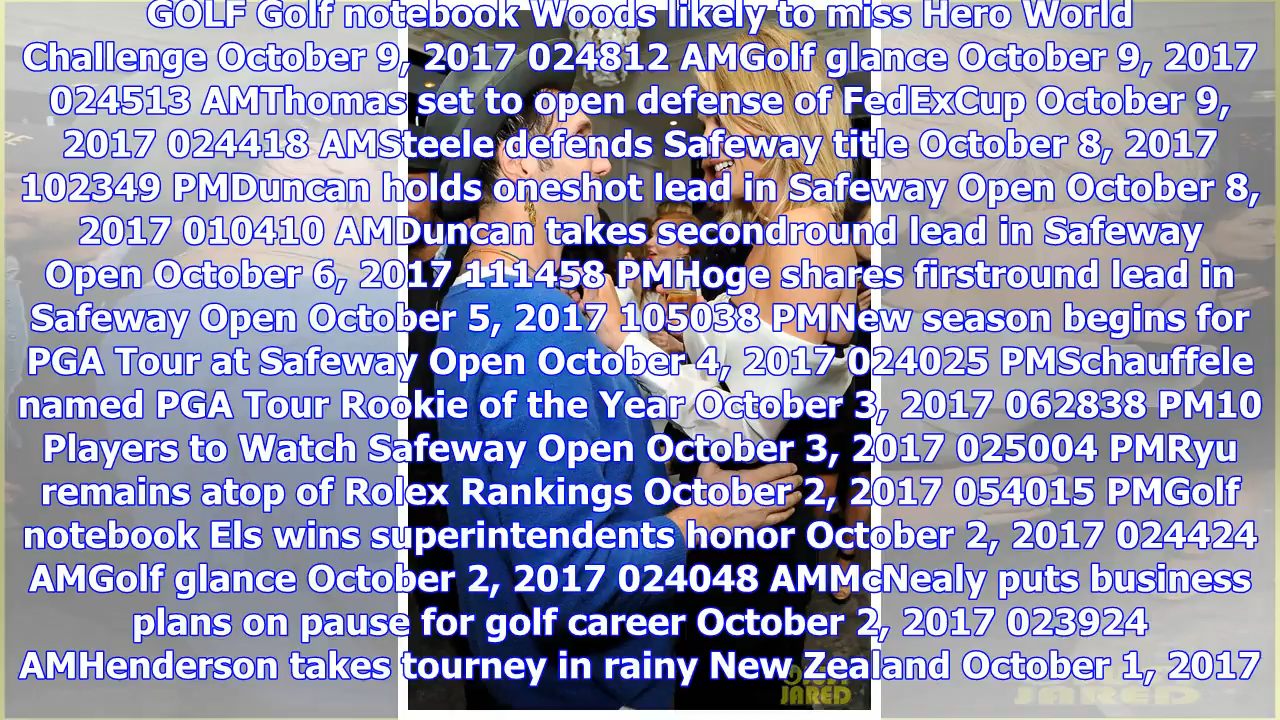 GOLF Golf notebook Woods likely to miss Hero World
Challenge October 9, 2017 024812 AMGolf glance October 9, 2017
024513 AMThomas set to open defense of FedExCup October 9,
2017 024418 AMSteele defends Safeway title October 8, 2017
102349 PMDuncan holds oneshot lead in Safeway Open October 8,
2017 010410 AMDuncan takes secondround lead in Safeway
Open October 6, 2017 111458 PMHoge shares firstround lead in
Safeway Open October 5, 2017 105038 PMNew season begins for
PGA Tour at Safeway Open October 4, 2017 024025 PMSchauffele
named PGA Tour Rookie of the Year October 3, 2017 062838 PM10
Players to Watch Safeway Open October 3, 2017 025004 PMRyu
remains atop of Rolex Rankings October 2, 2017 054015 PMGolf
notebook Els wins superintendents honor October 2, 2017 024424
AMGolf glance October 2, 2017 024048 AMMcNealy puts business
plans on pause for golf career October 2, 2017 023924
AMHenderson takes tourney in rainy New Zealand October 1, 2017
JUST
JARED
JARED